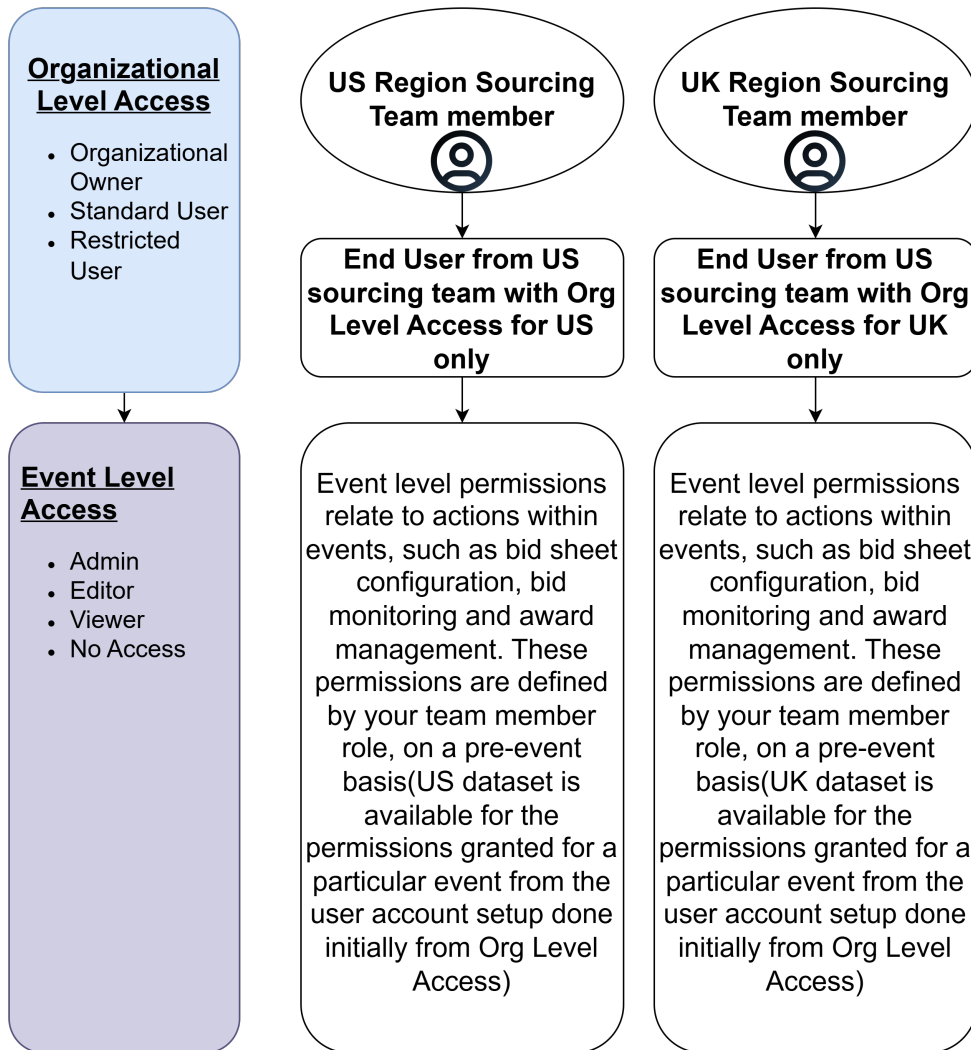 Organizational
Level Access
• Organizational
Owner
• Standard User
• Restricted
User
US Region Sourcing
Team member
UK Region Sourcing
Team member
End User from US
sourcing team with Org
Level Access for US
only
End User from US
sourcing team with Org
Level Access for UK
only
Event Level
Access
• Admin
• Editor
• Viewer
• No Access
Event level permissions
relate to actions within
events, such as bid sheet
configuration, bid
monitoring and award
management. These
permissions are defined
by your team member
role, on a pre-event
basis(US dataset is
available for the
permissions granted for a
particular event from the
user account setup done
initially from Org Level
Access)
Event level permissions
relate to actions within
events, such as bid sheet
configuration, bid
monitoring and award
management. These
permissions are defined
by your team member
role, on a pre-event
basis(UK dataset is
available for the
permissions granted for a
particular event from the
user account setup done
initially from Org Level
Access)